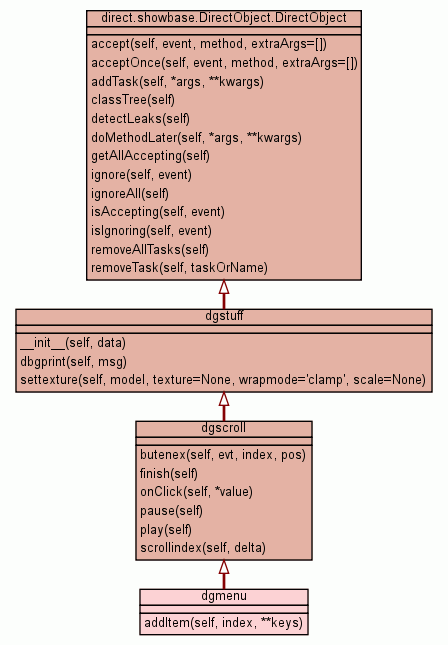 direct.showbase.DirectObject.DirectObject
accept(self, event, method, extraArgs=[])
acceptOnce(self, event, method, extraArgs=[])
addTask(self, *args, **kwargs)
classTree(self)
detectLeaks(self)
doMethodLater(self, *args, **kwargs)
getAllAccepting(self)
ignore(self, event)
ignoreAll(self)
isAccepting(self, event)
isIgnoring(self, event)
removeAllTasks(self)
removeTask(self, taskOrName)
dgstuff
__init__(self, data)
dbgprint(self, msg)
settexture(self, model, texture=None, wrapmode='clamp', scale=None)
dgscroll
butenex(self, evt, index, pos)
finish(self)
onClick(self, *value)
pause(self)
play(self)
scrollindex(self, delta)
dgmenu
addItem(self, index, **keys)